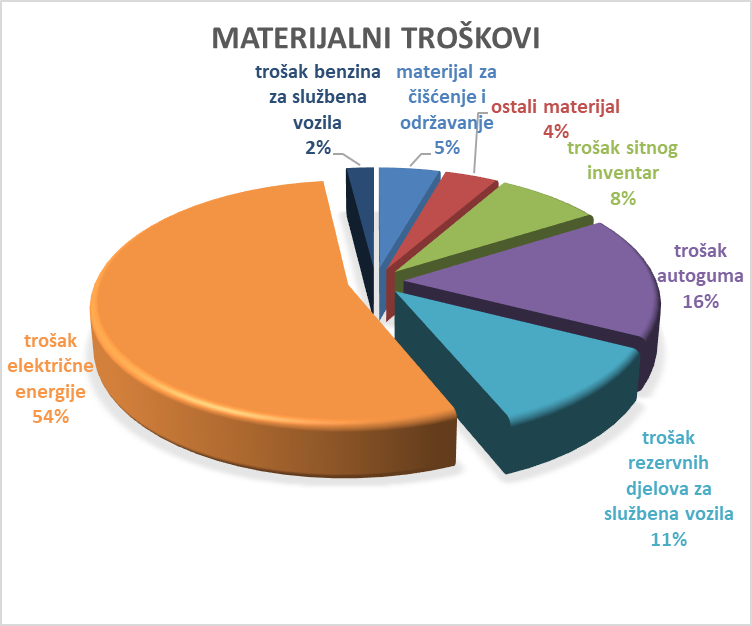 MATERIJALNI TROŠKOVI
trošak benzina
za službena
vozila
2%
materijal za
čišćenje i
održavanje
5%
ostali materijal
4%
trošak sitnog
inventar
8%
trošak
autoguma
16%
trošak
rezervnih
djelova za
službena vozila
11%
trošak
električne
energije
54%